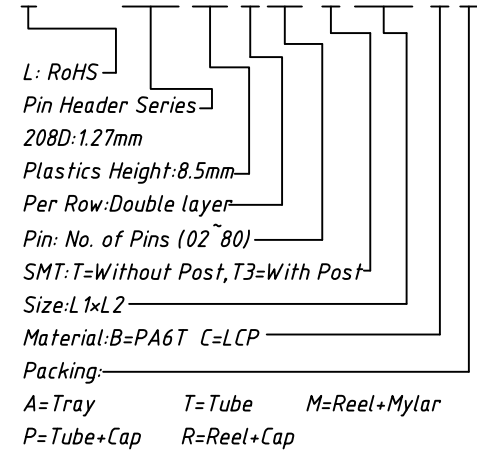 L: RoHS
Pin Header Series
208D:1.27mm
Plastics Height:8.5mm
Per Row:Double layer
Pin: No. of Pins (02~80)
SMT:T=Without Post,T3=With Post
Size:L1×L2
Material:B=PA6T C=LCP
Packing:
A=Tray T=Tube M=Reel+Mylar
P=Tube+Cap R=Reel+Cap